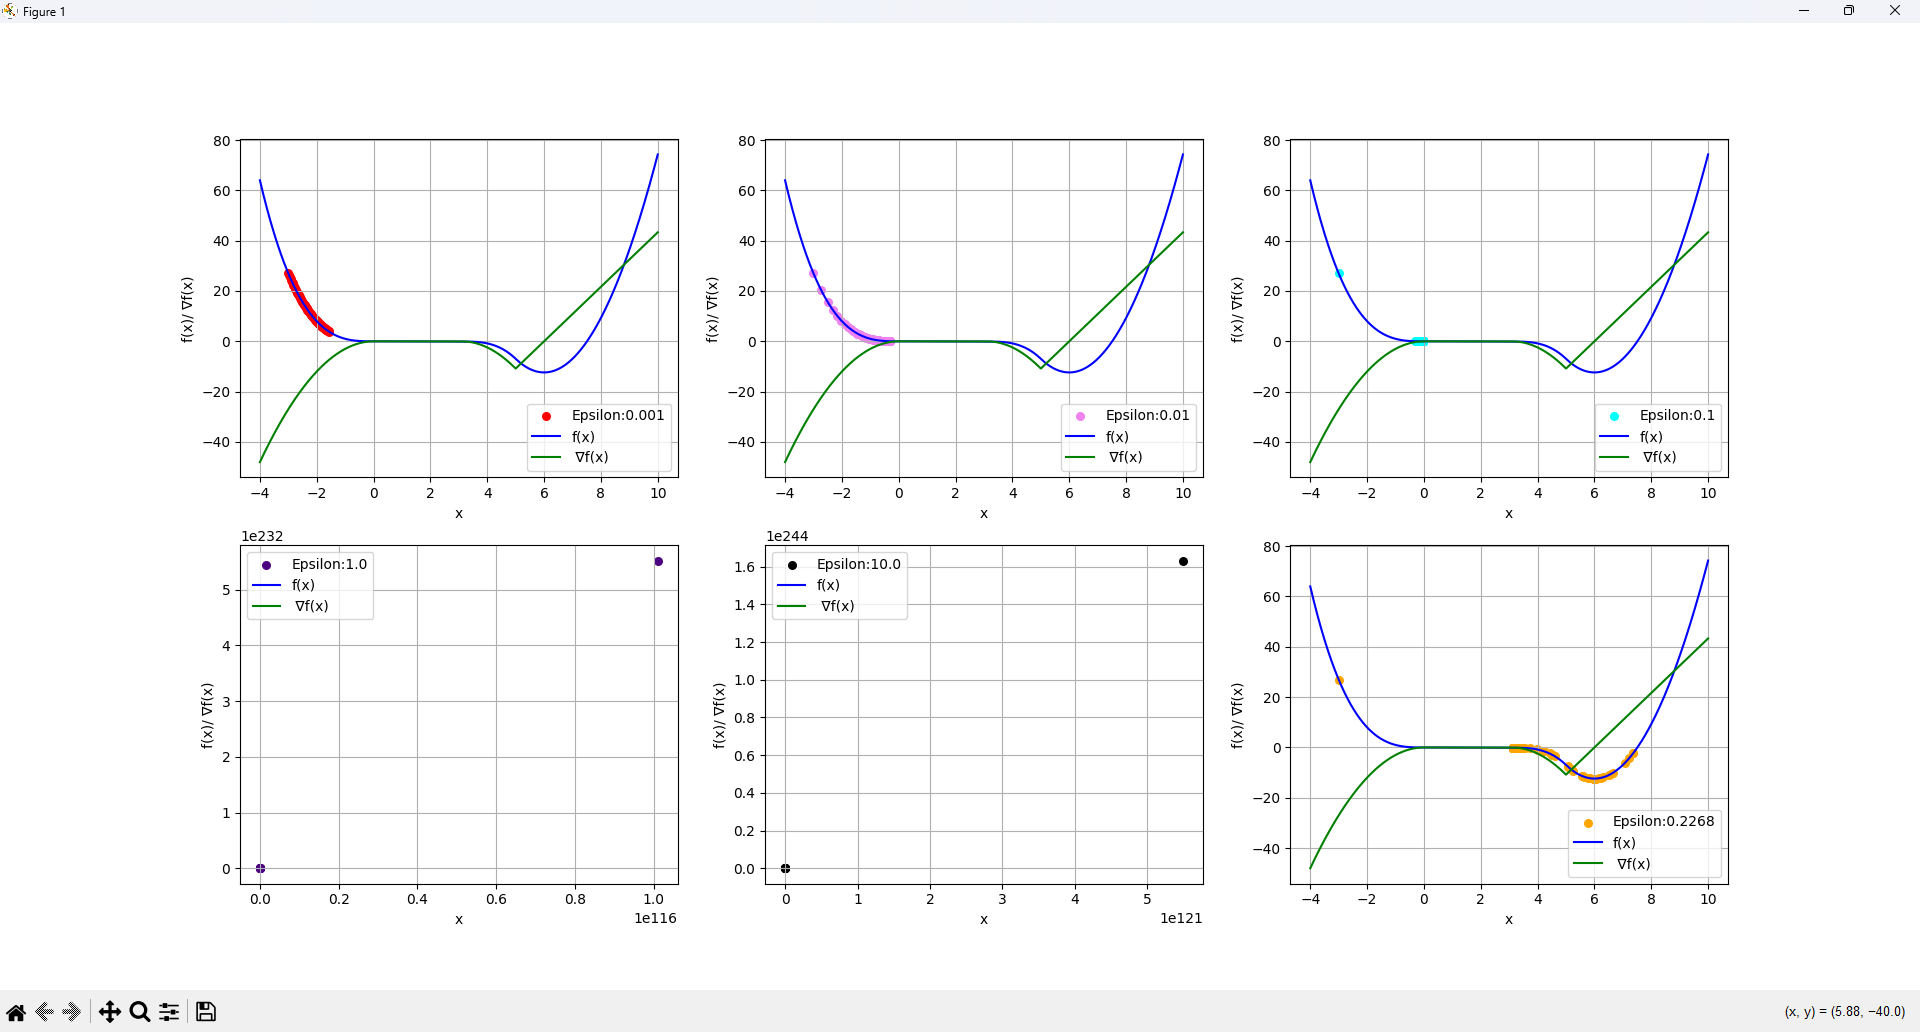 Figure 1
80
60
40
20
0
−20
−40
f(x)/ ∇f(x)
−4 −2 0 2 4 6 8 10
x
Epsilon:0.001
f(x)
∇f(x)
80
60
40
20
0
−20
−40
f(x)/ ∇f(x)
−4 −2 0 2 4 6 8 10
x
Epsilon:0.01
f(x)
∇f(x)
80
60
40
20
0
−20
−40
f(x)/ ∇f(x)
−4 −2 0 2 4 6 8 10
x
Epsilon:0.1
f(x)
∇f(x)
1e232
5
4
3
2
1
0
f(x)/ ∇f(x)
0.0 0.2 0.4 0.6 0.8 1.0
x
1e116
Epsilon:1.0
f(x)
∇f(x)
1e244
1.6
1.4
1.2
1.0
0.8
0.6
0.4
0.2
0.0
f(x)/ ∇f(x)
0 1 2 3 4 5
x
1e121
Epsilon:10.0
f(x)
∇f(x)
80
60
40
20
0
−20
−40
f(x)/ ∇f(x)
−4 −2 0 2 4 6 8 10
x
Epsilon:0.2268
f(x)
∇f(x)
(x, y) = (5.88, −40.0)